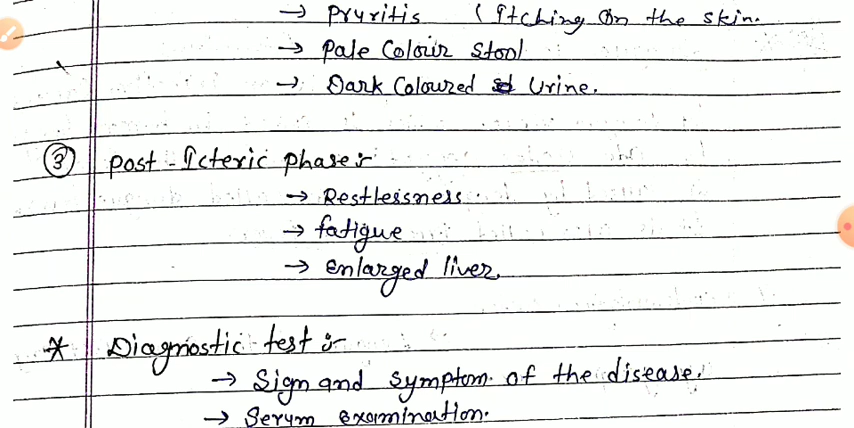 → Pryritis (Itching on the skin.
→ Pale Colour Stool
→ Dark Coloured Urine.
③ Post-Icteric Phase:-
→ Restlessness.
→ fatigue
→ Enlarged liver.
* Diagnostic test :-
→ Sign and Symptom of the disease.
→ Serum examination.